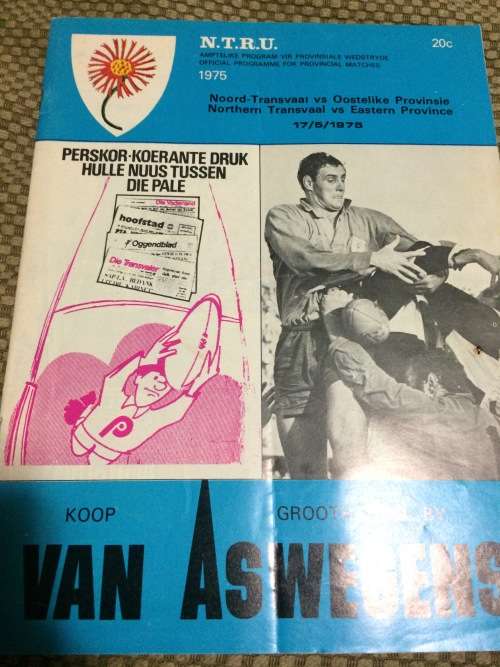 N.T.R.U.
20c
AMPTELIKE PROGRAM VIR PROVINSIALE WEDSTRYDE
OFFICIAL PROGRAMME FOR PROVINCIAL MATCHES
1975
Noord-Transvaal vs Oostelike Provinsie
Northern Transvaal vs Eastern Province
17/5/1975
PERSKOR·KOERANTE DRUK
HULLE NUUS TUSSEN
DIE PALE
Die Vaderland
hoofstad
Oggendblad
Die Transvaler
P
KOOP
BY
VAN ASWEGENS